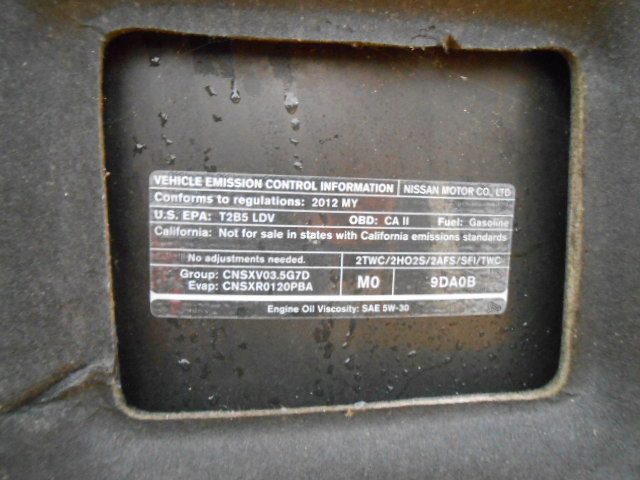 VEHICLE EMISSION CONTROL INFORMATION NISSAN MOTOR CO., LTD
Conforms to regulations: 2012 MY
U.S. EPA: T2B5 LDV OBD: CA II Fuel: Gasoline
California: Not for sale in states with California emissions standards
No adjustments needed. 2TWC/2HO2S/2AFS/SFI/TWC
Group: CNSXV03.5G7D
Evap: CNSXR0120PBA
M0 9DA0B
Engine Oil Viscosity: SAE 5W-30